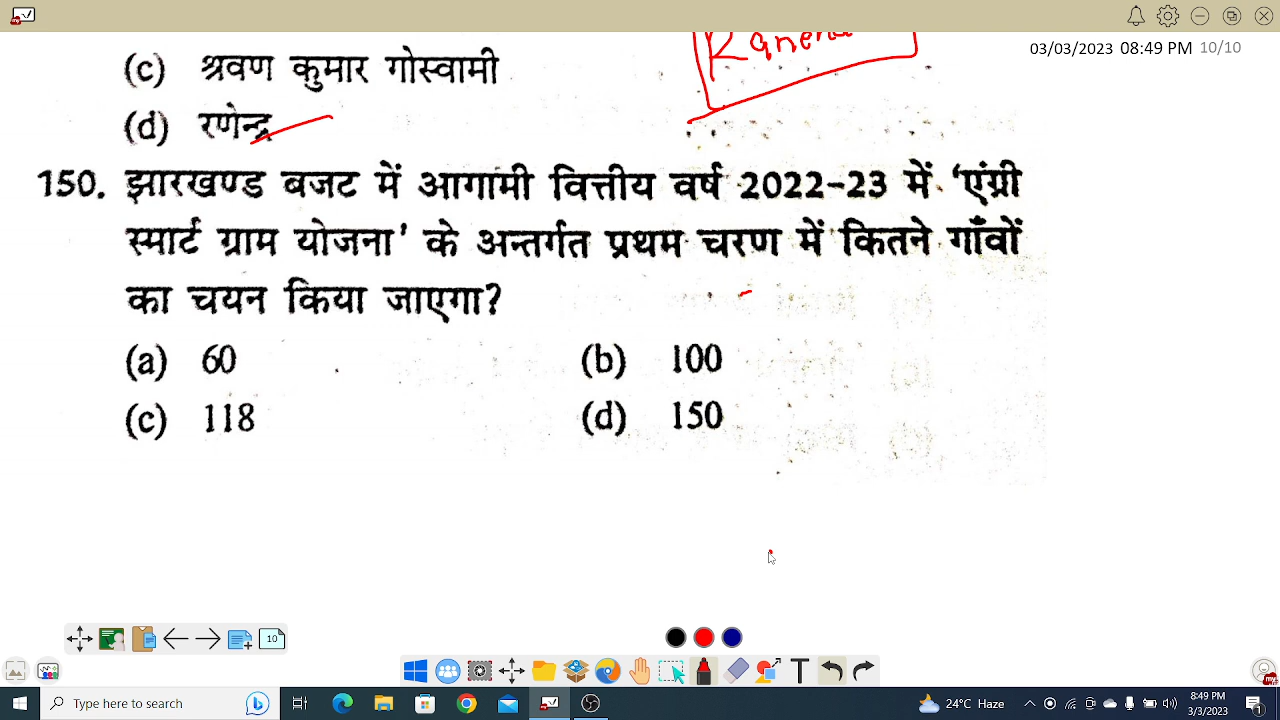 03/03/2023 08:49 PM 10/10
(c) श्रवण कुमार गोस्वामी
(d) रणेन्द्र
150. झारखण्ड बजट में आगामी वित्तीय वर्ष 2022-23 में 'एंग्री
स्मार्ट ग्राम योजना' के अन्तर्गत प्रथम चरण में कितने गाँवों
का चयन किया जाएगा?
(a) 60 (b) 100
(c) 118 (d) 150
10
Type here to search
24°C Haze
8:49 PM
3/3/2023